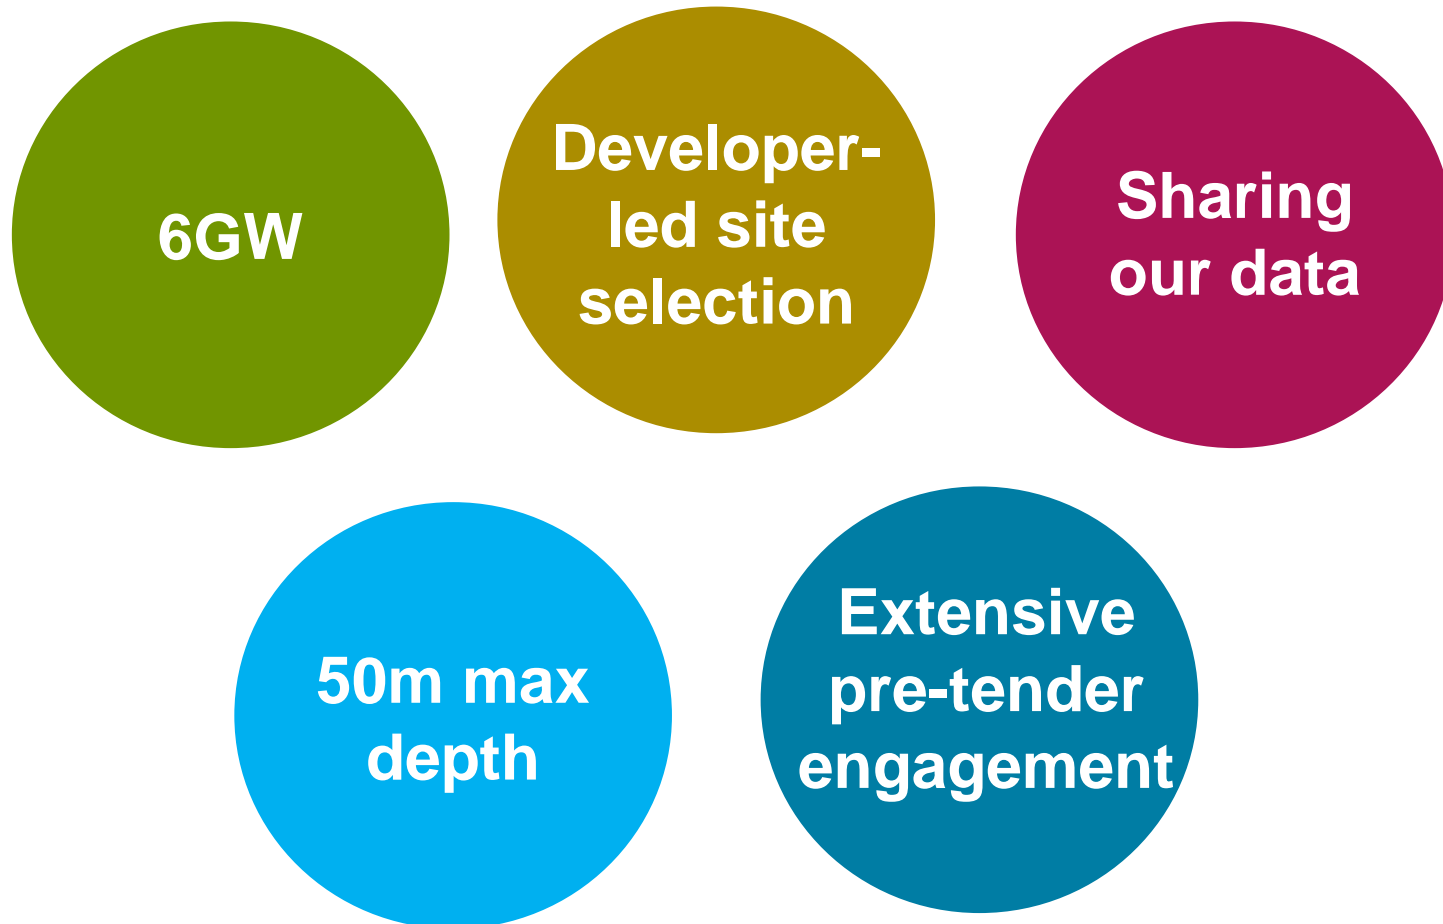 6GW
Developer-
led site
selection
Sharing
our data
50m max
depth
Extensive
pre-tender
engagement